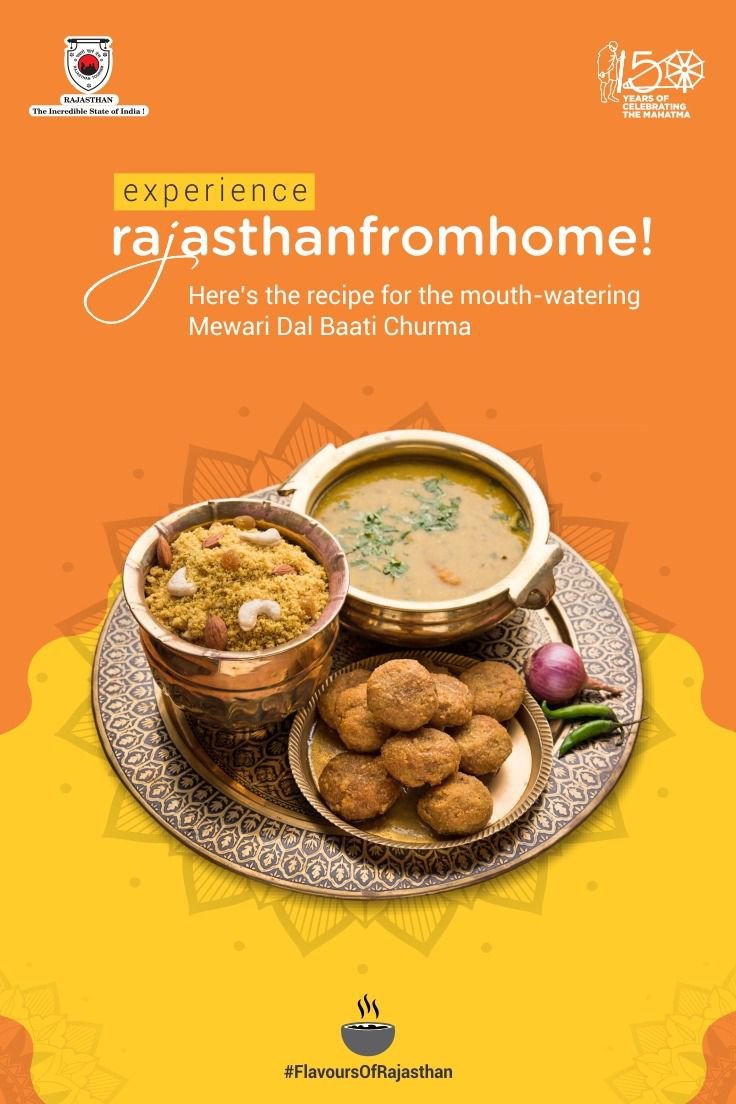 RAJASTHAN
The Incredible State of India !
150
YEARS OF
CELEBRATING
THE MAHATMA
experience
rajasthanfromhome!
Here's the recipe for the mouth-watering
Mewari Dal Baati Churma
#FlavoursOfRajasthan